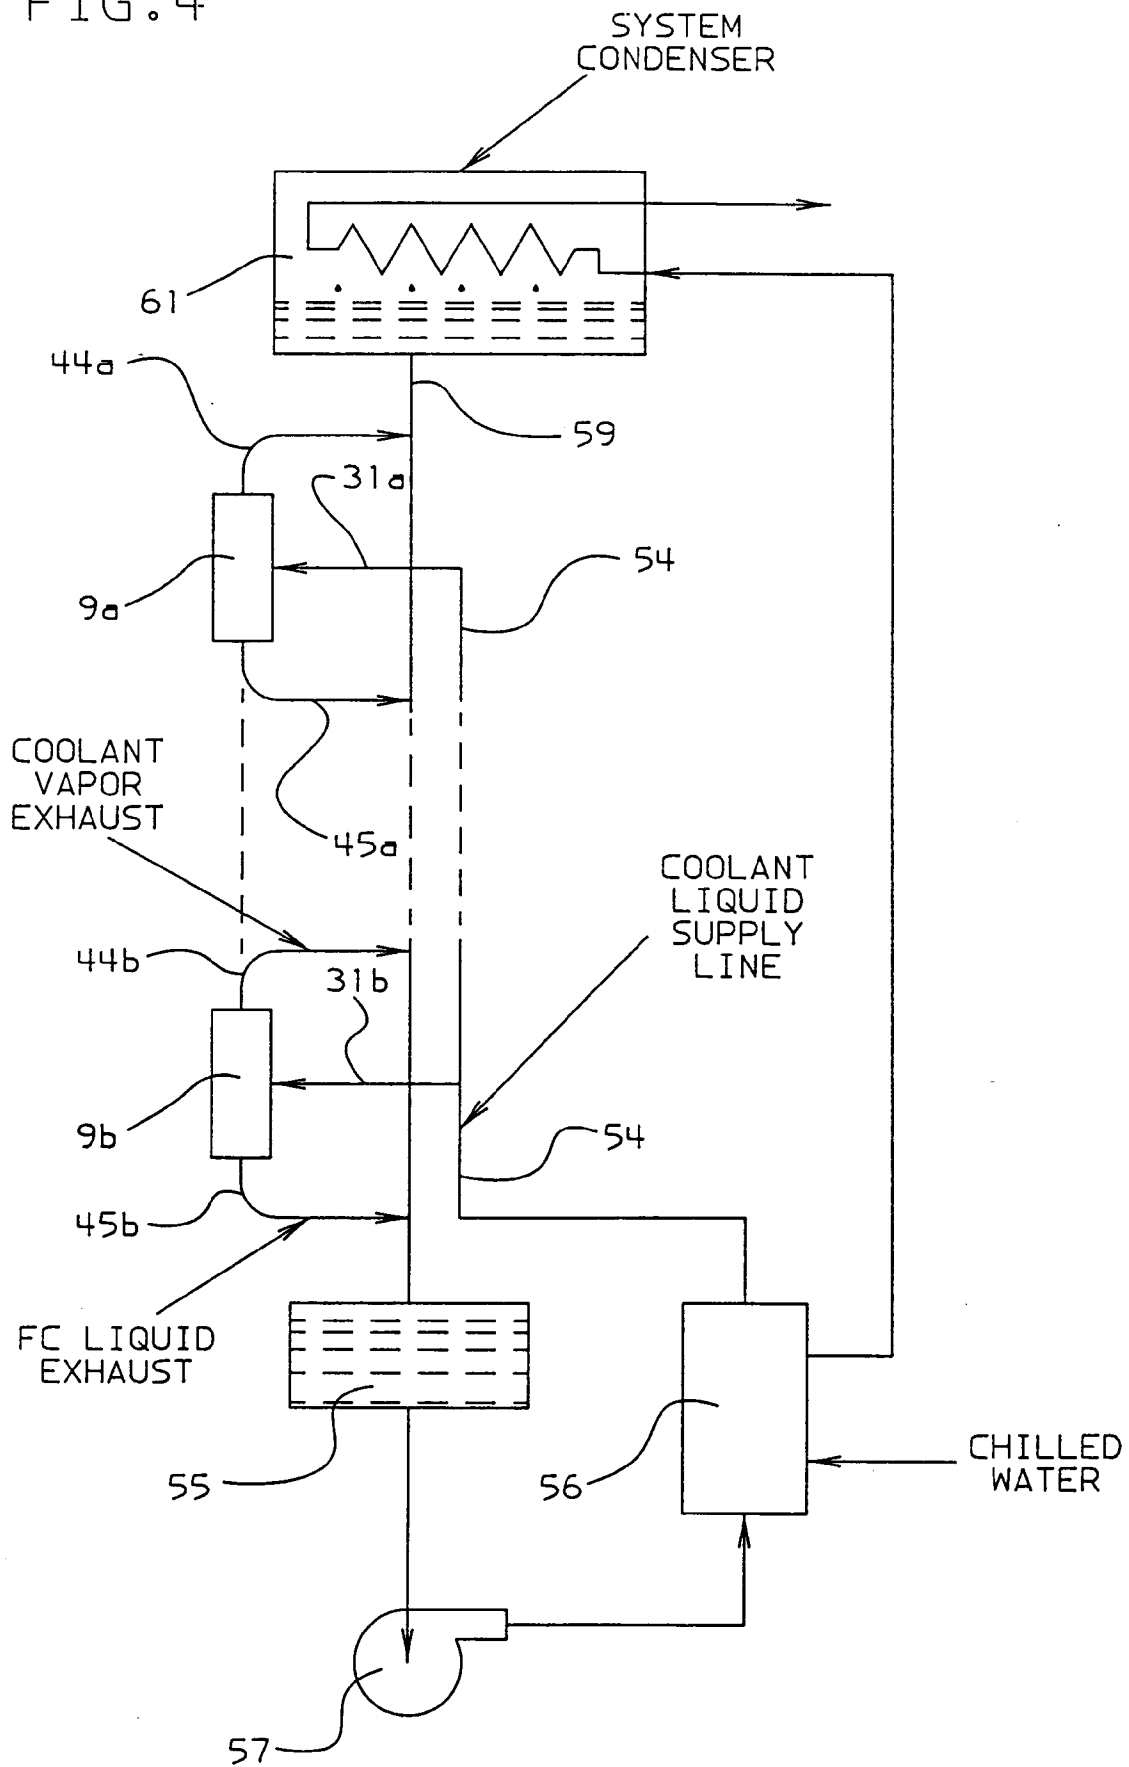 FIG. 4
SYSTEM
CONDENSER
61
44a
59
31a
54
9a
COOLANT
VAPOR
EXHAUST
45a
COOLANT
LIQUID
SUPPLY
LINE
44b
31b
9b
54
45b
FC LIQUID
EXHAUST
55
56
CHILLED
WATER
57